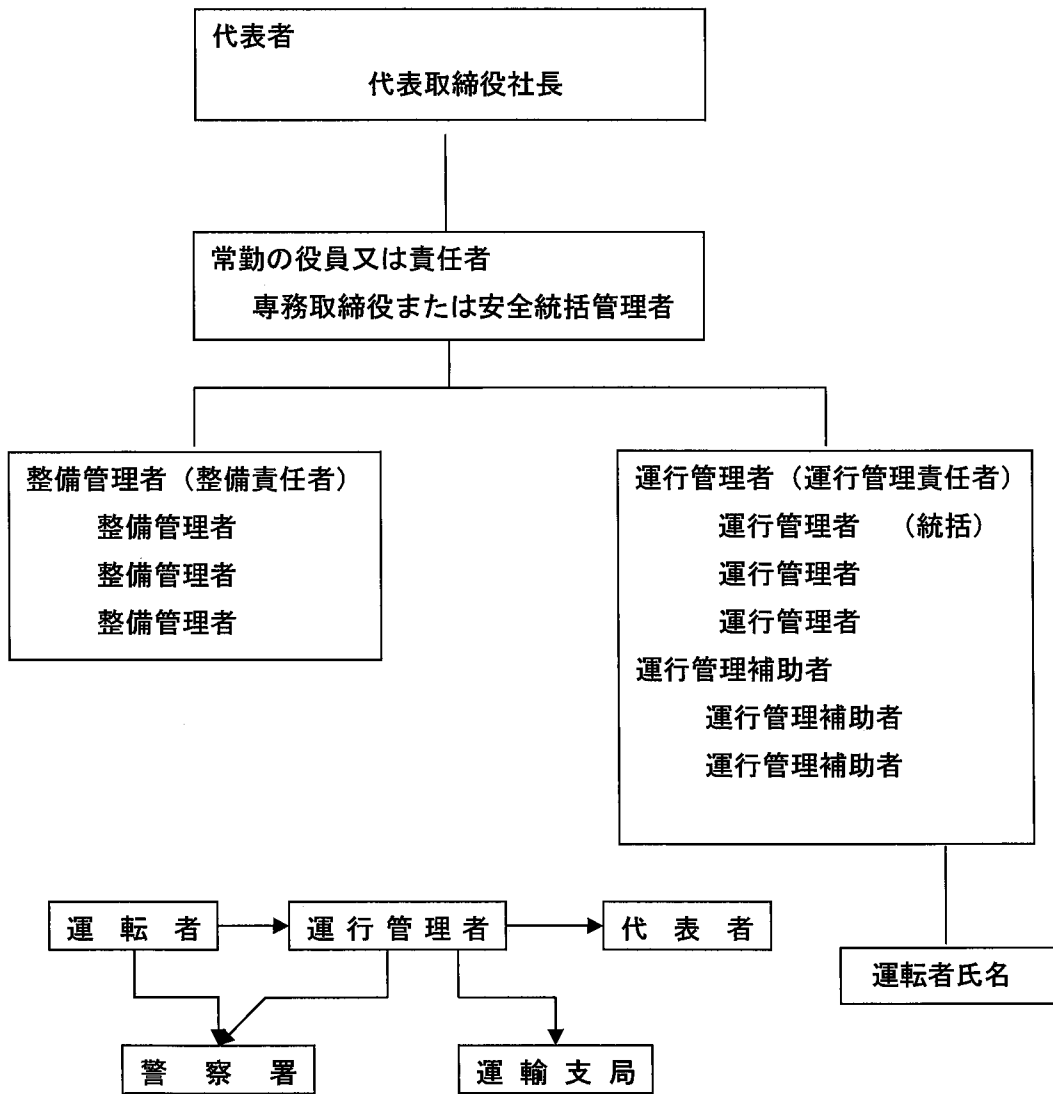 代表者
代表取締役社長
常勤の役員又は責任者
専務取締役または安全統括管理者
整備管理者（整備責任者）
整備管理者
整備管理者
整備管理者
運行管理者（運行管理責任者）
運行管理者　（統括）
運行管理者
運行管理者
運行管理補助者
運行管理補助者
運行管理補助者
運転者氏名
運転者
運行管理者
代表者
警察署
運輸支局